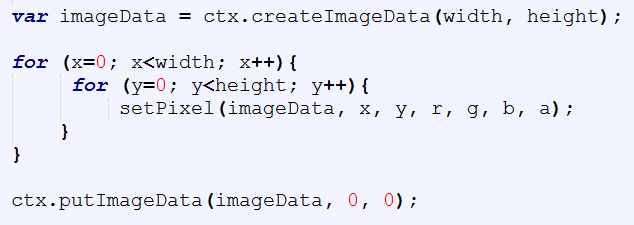 var imageData = ctx.createImageData(width, height);
for (x=0; x<width; x++){
for (y=0; y<height; y++){
setPixel(imageData, x, y, r, g, b, a);
}
}
ctx.putImageData(imageData, 0, 0);